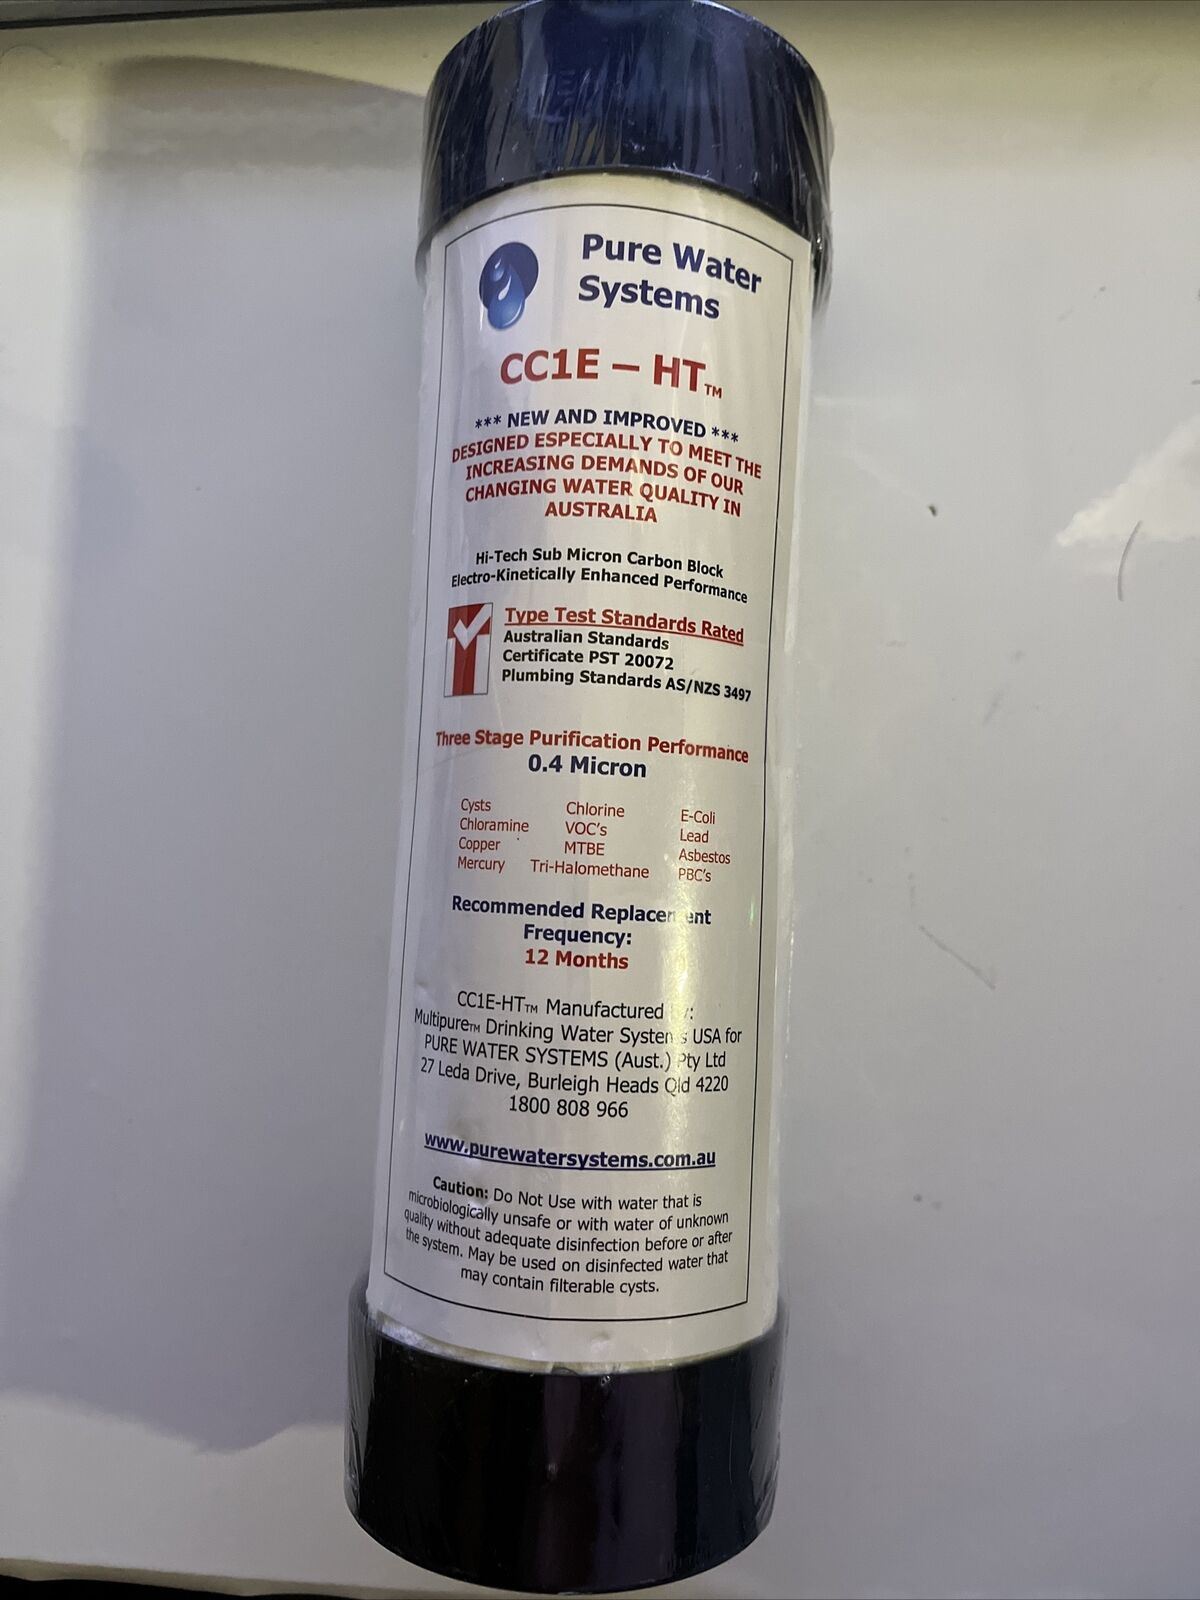 Pure Water
Systems
CC1E – HT™
*** NEW AND IMPROVED ***
DESIGNED ESPECIALLY TO MEET THE
INCREASING DEMANDS OF OUR
CHANGING WATER QUALITY IN
AUSTRALIA
Hi-Tech Sub Micron Carbon Block
Electro-Kinetically Enhanced Performance
Type Test Standards Rated
Australian Standards
Certificate PST 20072
Plumbing Standards AS/NZS 3497
Three Stage Purification Performance
0.4 Micron
Cysts Chlorine E-Coli
Chloramine VOC's Lead
Copper MTBE Asbestos
Mercury Tri-Halomethane PBC's
Recommended Replacement
Frequency:
12 Months
CC1E-HT™ Manufactured by:
Multipure™ Drinking Water Systems USA for
PURE WATER SYSTEMS (Aust.) Pty Ltd
27 Leda Drive, Burleigh Heads Qld 4220
1800 808 966
www.purewatersystems.com.au
Caution: Do Not Use with water that is
microbiologically unsafe or with water of unknown
quality without adequate disinfection before or after
the system. May be used on disinfected water that
may contain filterable cysts.